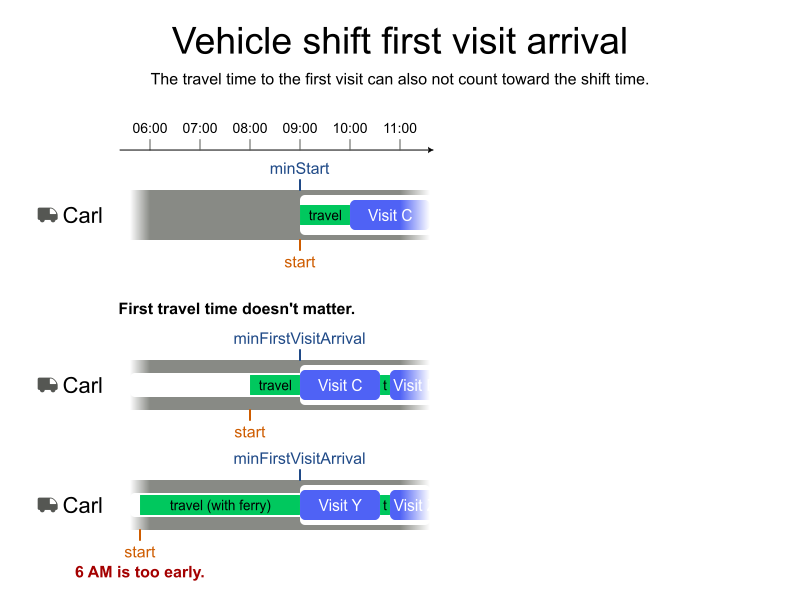 Vehicle shift first visit arrival
The travel time to the first visit can also not count toward the shift time.
06:00 07:00 08:00 09:00 10:00 11:00
minStart
Carl travel Visit C
start
First travel time doesn't matter.
minFirstVisitArrival
Carl travel Visit C t Visit
start
minFirstVisitArrival
Carl travel (with ferry) Visit Y t Visit
start
6 AM is too early.